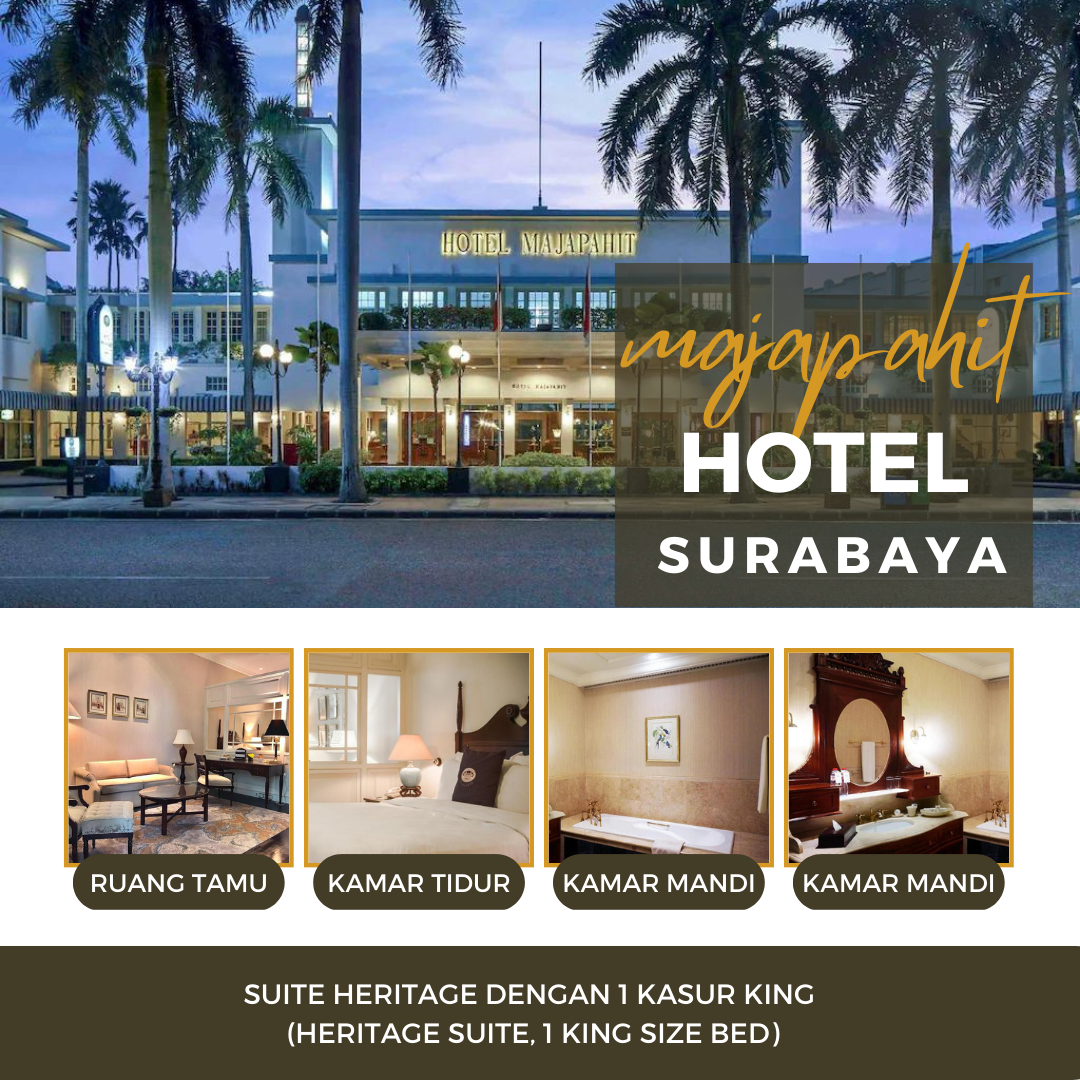 HOTEL MAJAPAHIT
HOTEL MAJAPAHIT
majapahit
HOTEL
SURABAYA
RUANG TAMU
KAMAR TIDUR
KAMAR MANDI
KAMAR MANDI
SUITE HERITAGE DENGAN 1 KASUR KING
(HERITAGE SUITE, 1 KING SIZE BED)